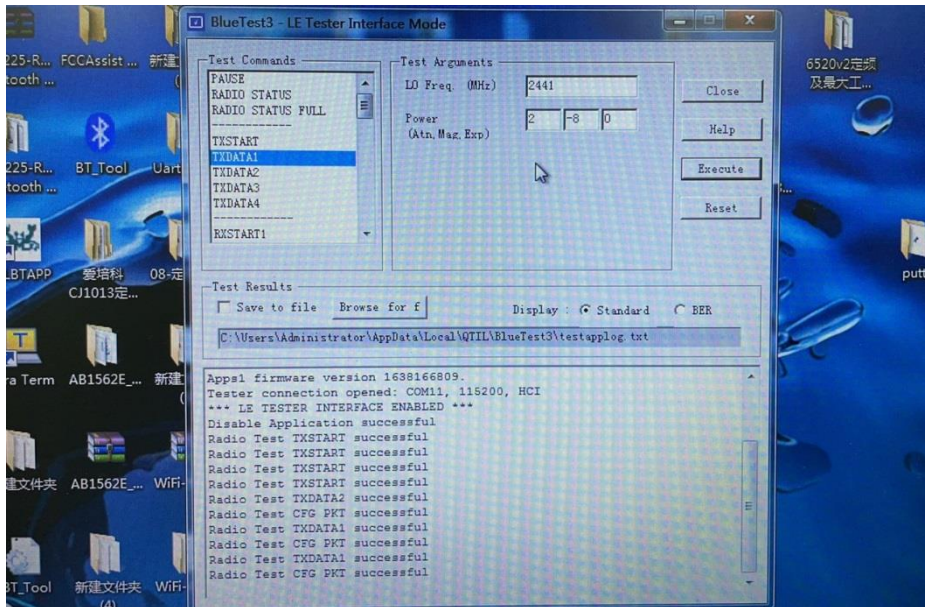 BlueTest3 - LE Tester Interface Mode
Test Commands
PAUSE
RADIO STATUS
RADIO STATUS FULL
------------
TXSTART
TXDATA1
TXDATA2
TXDATA3
TXDATA4
------------
RXSTART1
Test Arguments
LO Freq. (MHz)
2441
Power
(Atn, Mag, Exp)
2
-8
0
Close
Help
Execute
Reset
Test Results
Save to file
Browse for f
Display :
Standard
BER
C:\Users\Administrator\AppData\Local\QTIL\BlueTest3\testapplog.txt
Apps1 firmware version 1638166809.
Tester connection opened: COM11, 115200, HCI
*** LE TESTER INTERFACE ENABLED ***
Disable Application successful
Radio Test TXSTART successful
Radio Test TXSTART successful
Radio Test TXSTART successful
Radio Test TXSTART successful
Radio Test TXDATA2 successful
Radio Test CFG PKT successful
Radio Test TXDATA1 successful
Radio Test CFG PKT successful
Radio Test TXDATA1 successful
Radio Test CFG PKT successful
225-R...
tooth ...
FCCAssist ...
新建
225-R...
tooth ...
BT_Tool
Uart
LBTAPP
爱培科
CJ1013定...
08-定
ra Term
AB1562E_...
新建
建文件夹
AB1562E_...
WiFi-
BT_Tool
新建文件夹
(4)
WiFi-
6520v2定频
及最大工...
putt